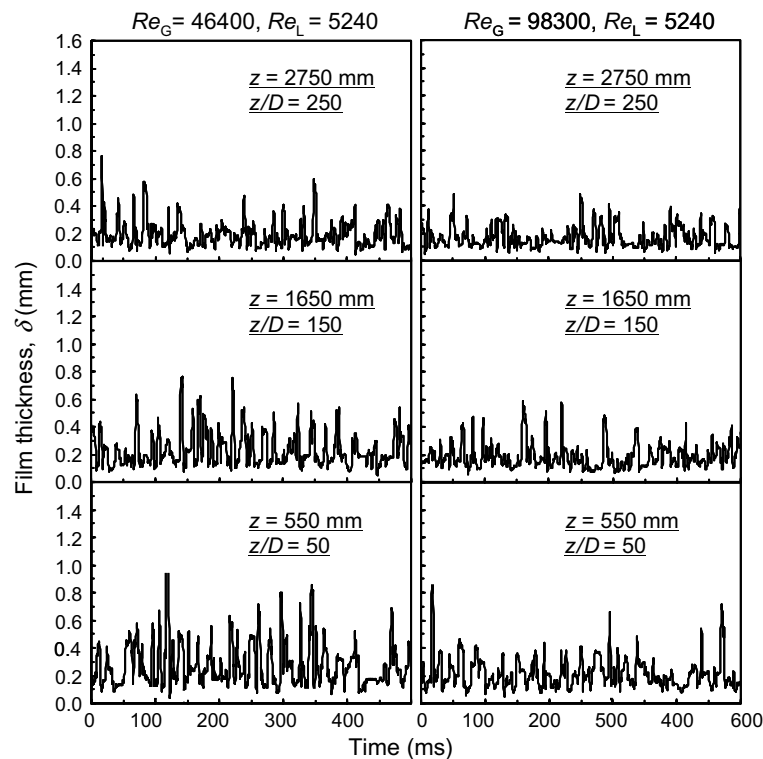 Re_G = 46400, Re_L = 5240
Re_G = 98300, Re_L = 5240
1.6
1.4
1.2
1.0
0.8
0.6
0.4
0.2
0.0
z = 2750 mm
z/D = 250
z = 2750 mm
z/D = 250
1.4
1.2
1.0
0.8
0.6
0.4
0.2
0.0
z = 1650 mm
z/D = 150
z = 1650 mm
z/D = 150
1.4
1.2
1.0
0.8
0.6
0.4
0.2
0.0
z = 550 mm
z/D = 50
z = 550 mm
z/D = 50
Film thickness, δ (mm)
0 100 200 300 400 0 100 200 300 400 600
Time (ms)